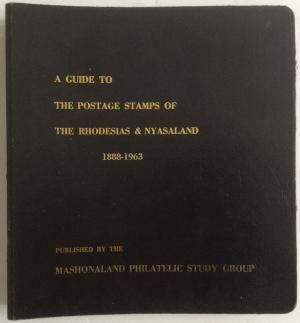 A GUIDE TO
THE POSTAGE STAMPS OF
THE RHODESIAS & NYASALAND
1888-1963
PUBLISHED BY THE
MASHONALAND PHILATELIC STUDY GROUP